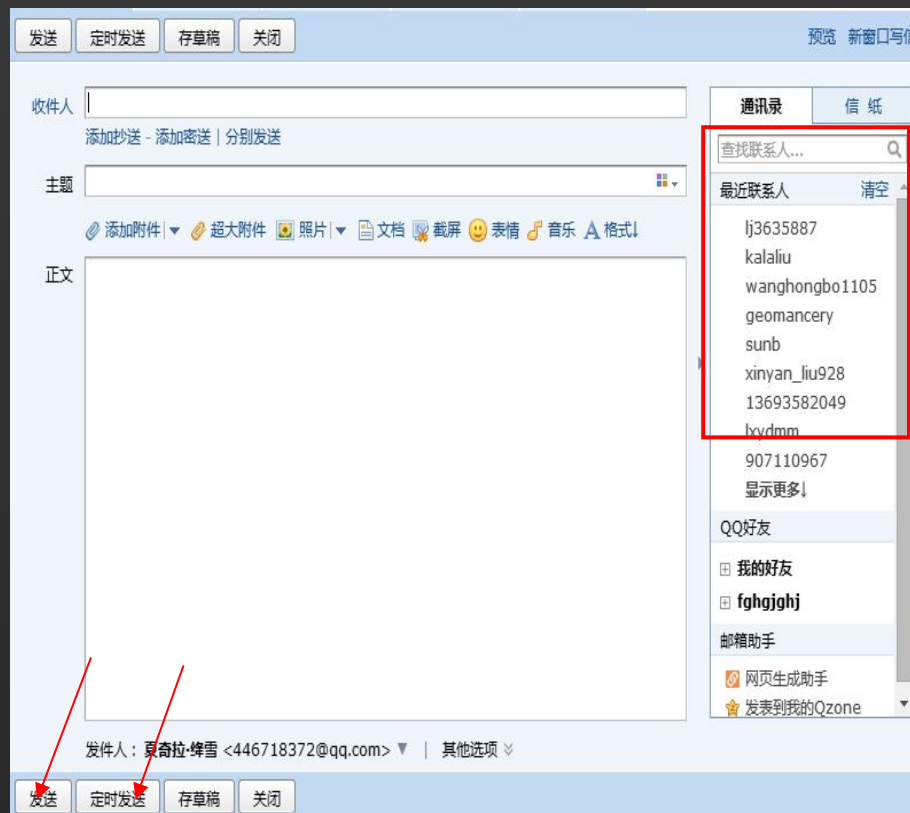 发送 定时发送 存草稿 关闭 预览 新窗口写信
收件人
添加抄送 - 添加密送 | 分别发送
主题
添加附件 | 超大附件 照片 | 文档 截屏 表情 音乐 格式↓
正文
通讯录 信 纸
查找联系人...
最近联系人 清空
lj3635887
kalaliu
wanghongbo1105
geomancery
sunb
xinyan_liu928
13693582049
lxydmm
907110967
显示更多↓
QQ好友
我的好友
fghgjghj
邮箱助手
网页生成助手
发表到我的Qzone
发件人：夏奇拉·绛雪 <446718372@qq.com> | 其他选项
发送 定时发送 存草稿 关闭